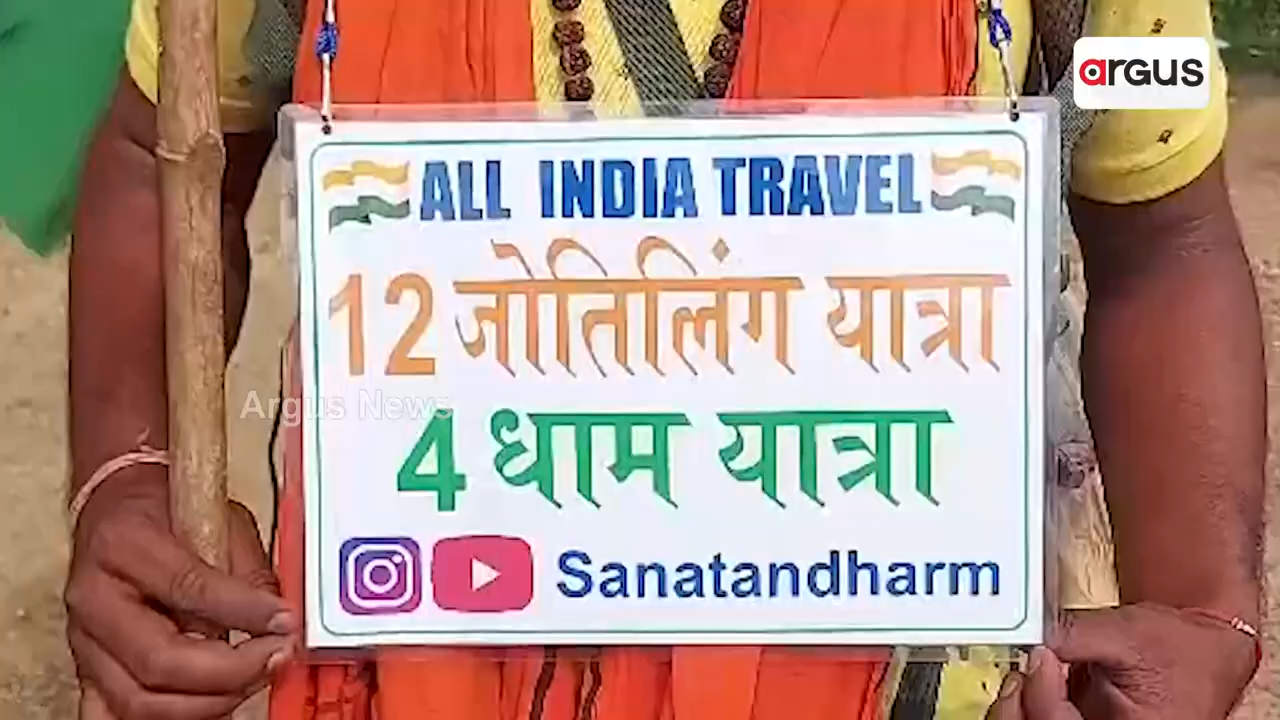 argus
ALL INDIA TRAVEL
12 जोतिलिंग यात्रा
Argus News
4 धाम यात्रा
Sanatandharm